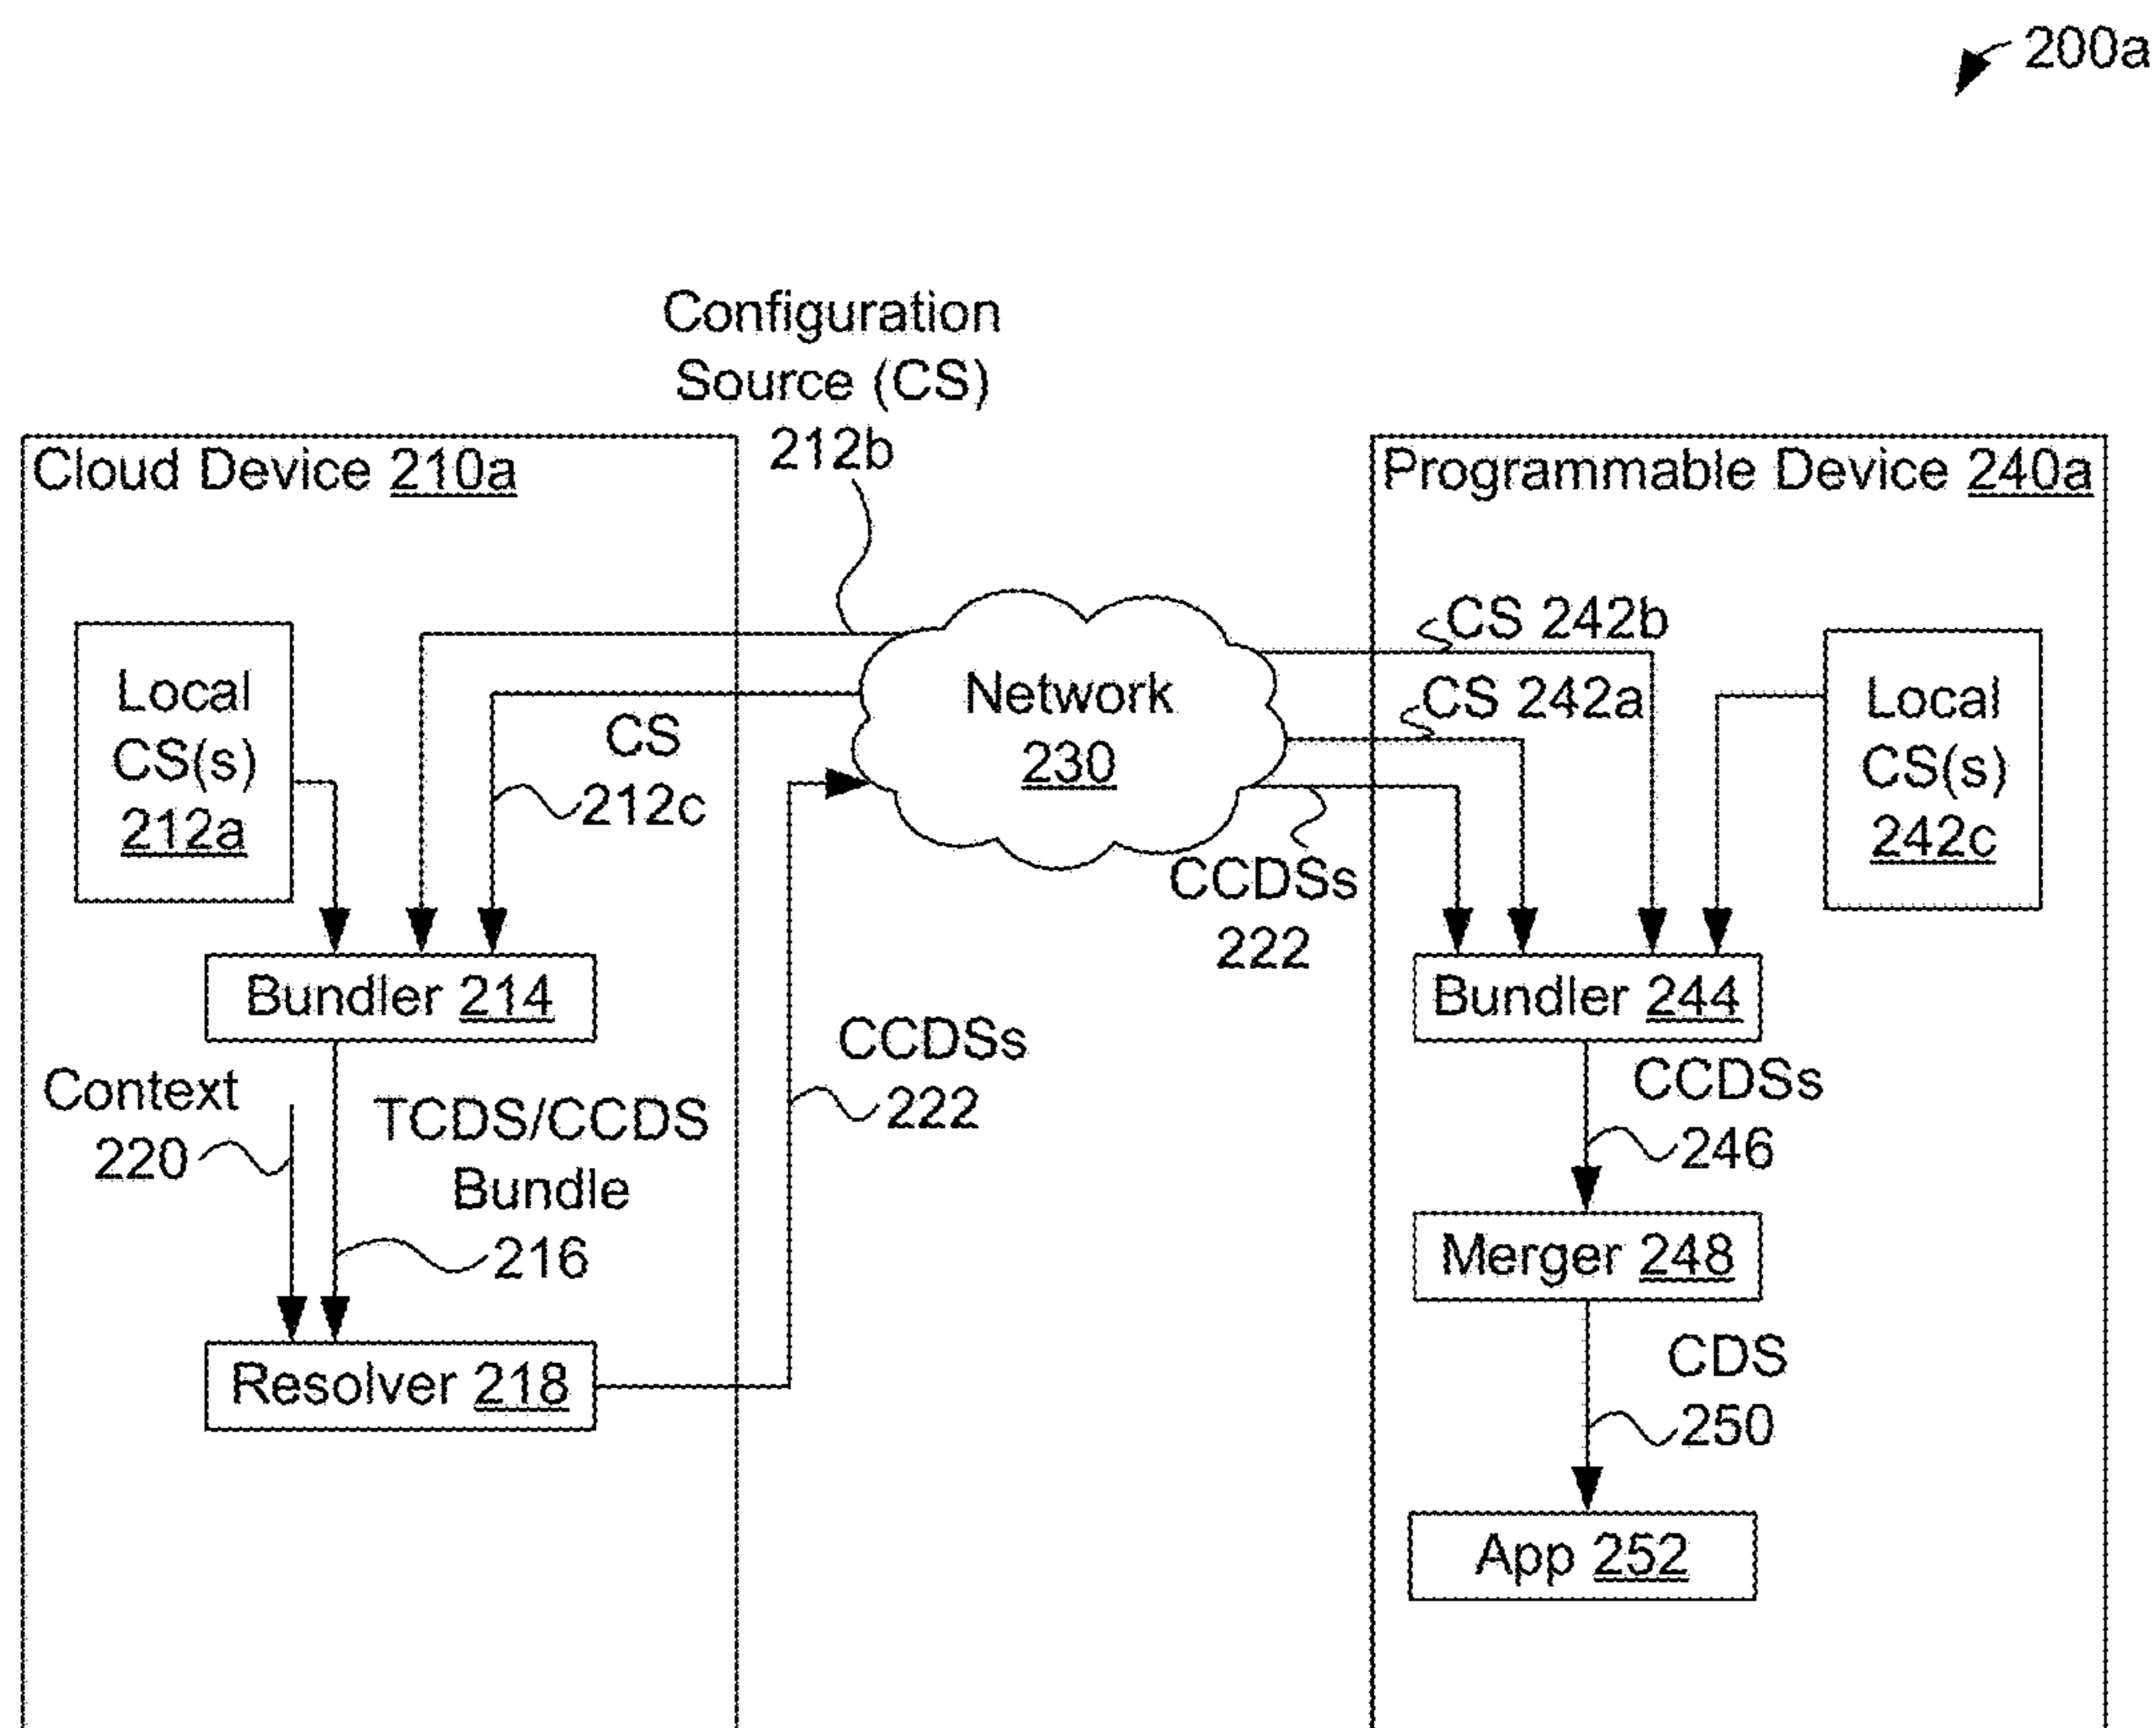 200a
Configuration
Source (CS)
212b
Cloud Device 210a
Programmable Device 240a
Local
CS(s)
212a
CS
212c
Network
230
CS 242b
CS 242a
Local
CS(s)
242c
CCDSs
222
Bundler 214
Bundler 244
Context
220
TCDS/CCDS
Bundle
216
CCDSs
222
CCDSs
246
Merger 248
Resolver 218
CDS
250
App 252